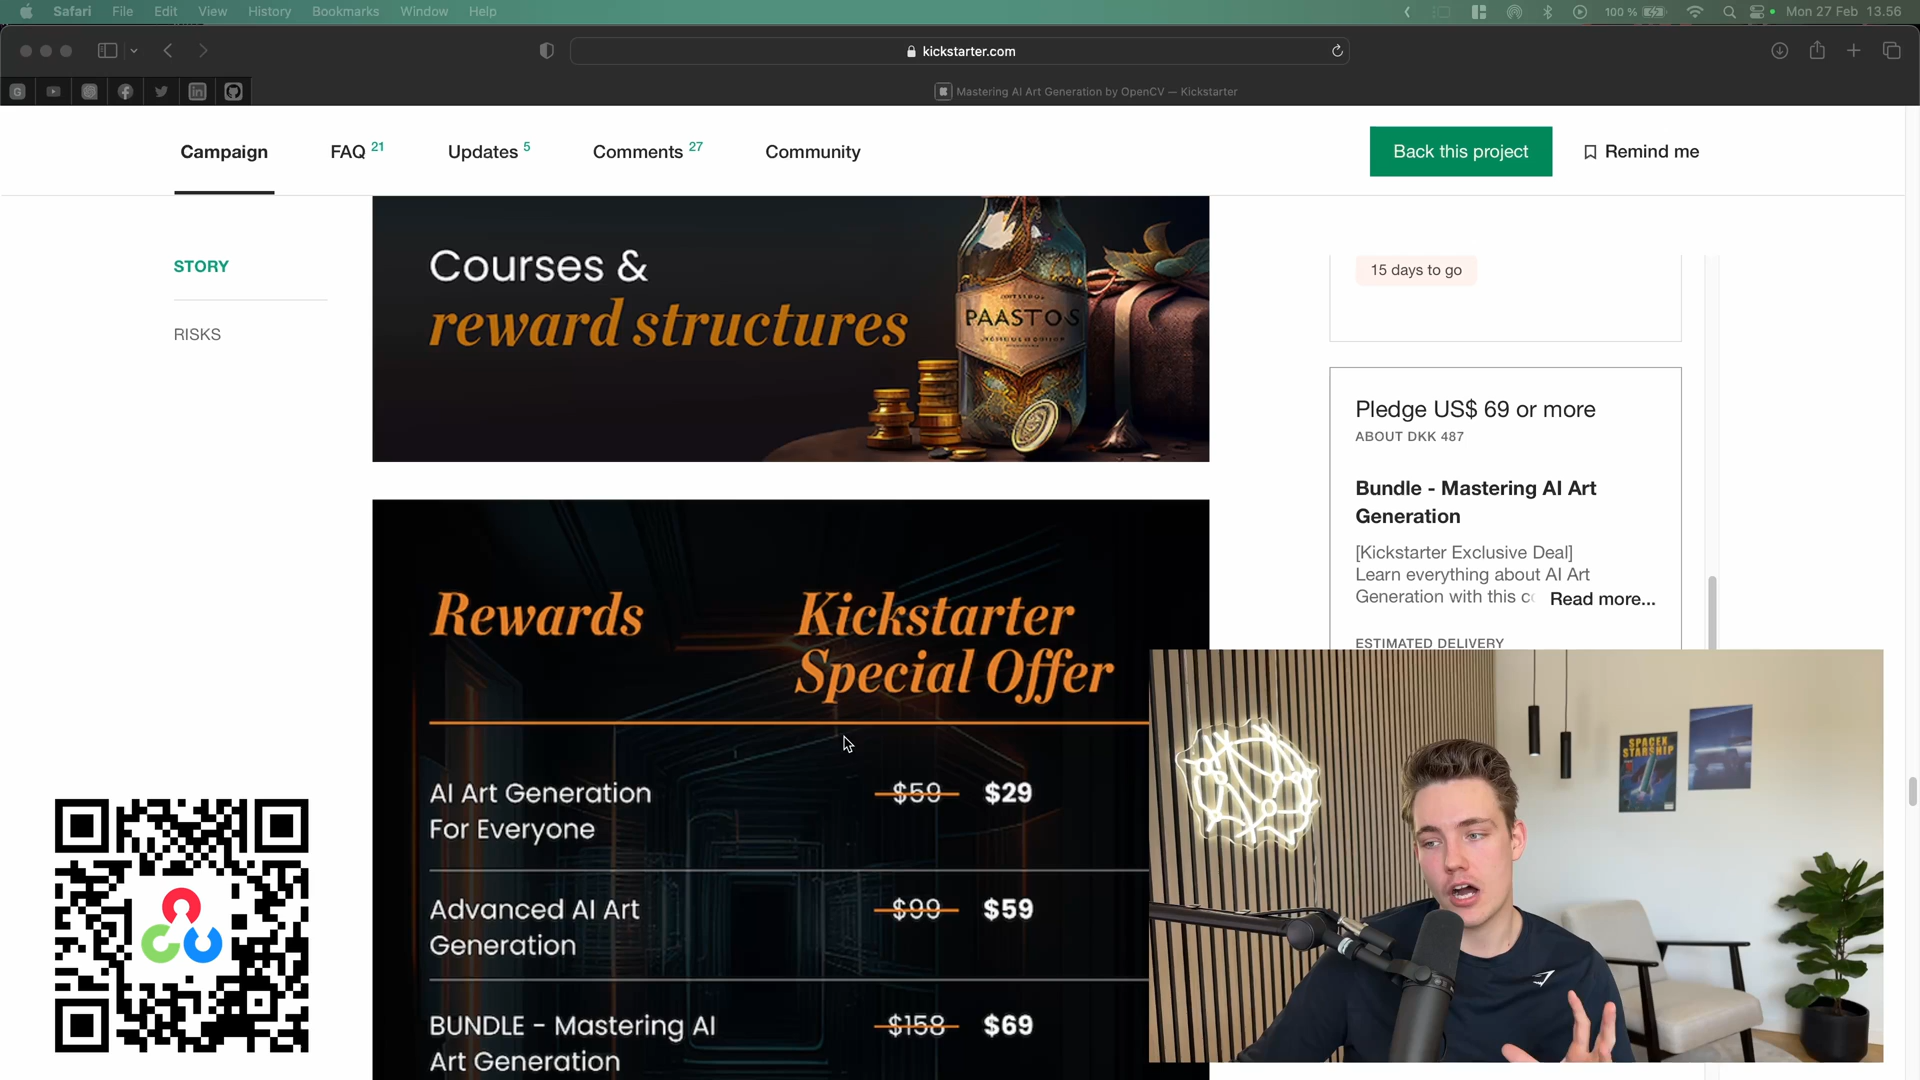 Safari File Edit View History Bookmarks Window Help
100 % Mon 27 Feb 13.56
kickstarter.com
Mastering AI Art Generation by OpenCV — Kickstarter
Campaign FAQ 21 Updates 5 Comments 27 Community
Back this project Remind me
STORY
RISKS
Courses &
reward structures
PAASTOS
Rewards
Kickstarter
Special Offer
AI Art Generation
For Everyone
$59 $29
Advanced AI Art
Generation
$99 $59
BUNDLE - Mastering AI
Art Generation
$158 $69
15 days to go
Pledge US$ 69 or more
ABOUT DKK 487
Bundle - Mastering AI Art
Generation
[Kickstarter Exclusive Deal]
Learn everything about AI Art
Generation with this Read more...
ESTIMATED DELIVERY
SPACEX
STARSHIP